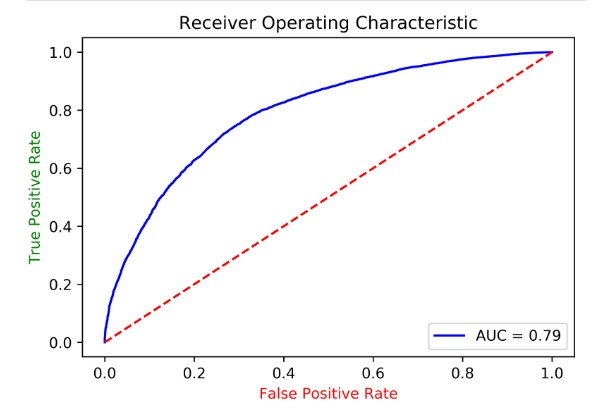 Receiver Operating Characteristic
1.0
0.8
0.6
0.4
0.2
0.0
True Positive Rate
AUC = 0.79
0.0 0.2 0.4 0.6 0.8 1.0
False Positive Rate